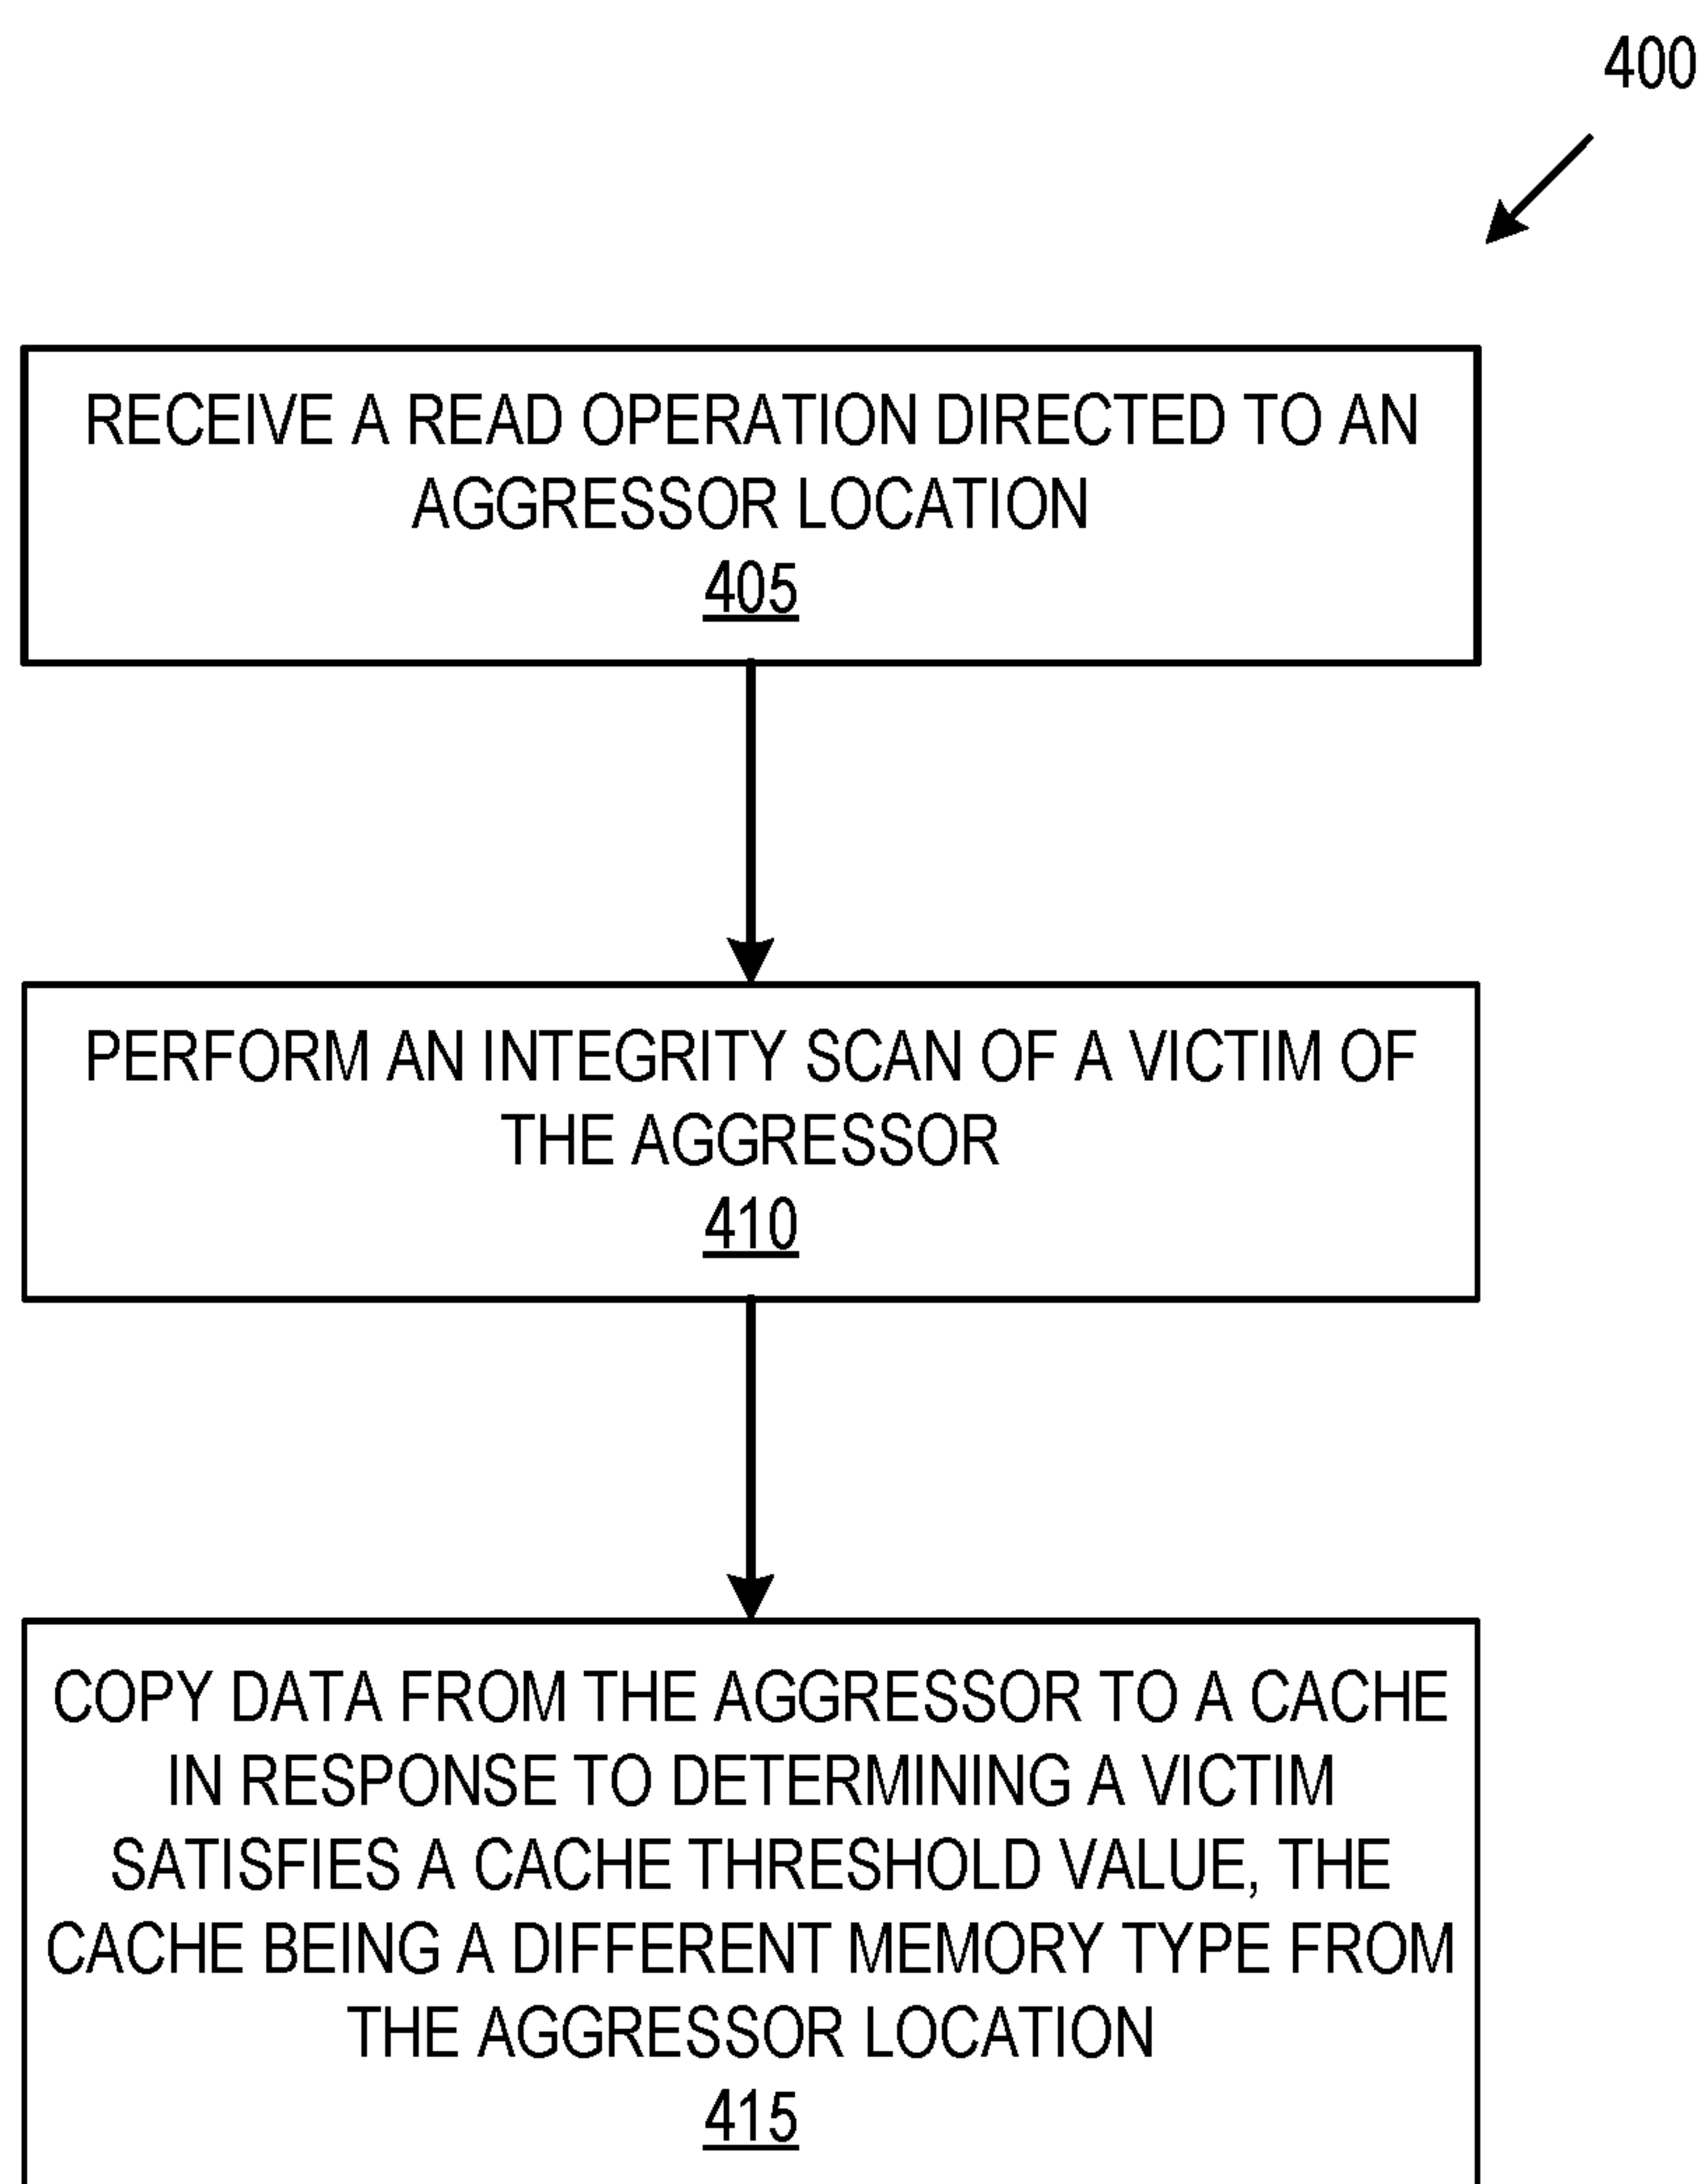 400
RECEIVE A READ OPERATION DIRECTED TO AN
AGGRESSOR LOCATION
405
PERFORM AN INTEGRITY SCAN OF A VICTIM OF
THE AGGRESSOR
410
COPY DATA FROM THE AGGRESSOR TO A CACHE
IN RESPONSE TO DETERMINING A VICTIM
SATISFIES A CACHE THRESHOLD VALUE, THE
CACHE BEING A DIFFERENT MEMORY TYPE FROM
THE AGGRESSOR LOCATION
415